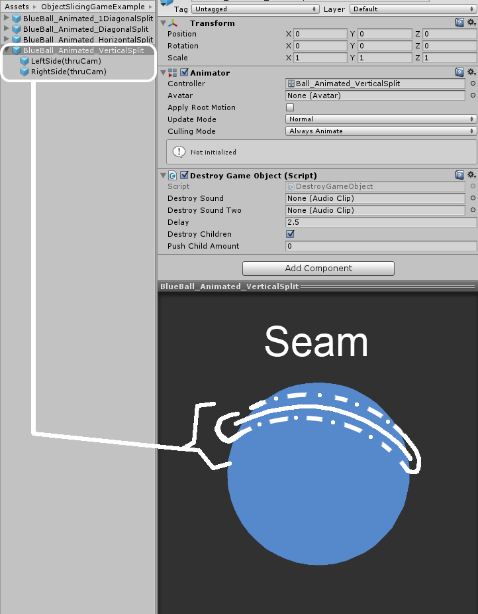 Assets ▸ ObjectSlicingGameExample ▸
BlueBall_Animated_1DiagonalSplit
BlueBall_Animated_DiagonalSplit
BlueBall_Animated_HorizontalSplit
BlueBall_Animated_VerticalSplit
LeftSide(thruCam)
RightSide(thruCam)
Tag Untagged Layer Default
Transform
Position X 0 Y 0 Z 0
Rotation X 0 Y 0 Z 0
Scale X 1 Y 1 Z 1
Animator
Controller Ball_Animated_VerticalSplit
Avatar None (Avatar)
Apply Root Motion
Update Mode Normal
Culling Mode Always Animate
Not initialized
Destroy Game Object (Script)
Script DestroyGameObject
Destroy Sound None (Audio Clip)
Destroy Sound Two None (Audio Clip)
Delay 2.5
Destroy Children
Push Child Amount 0
Add Component
BlueBall_Animated_VerticalSplit
Seam